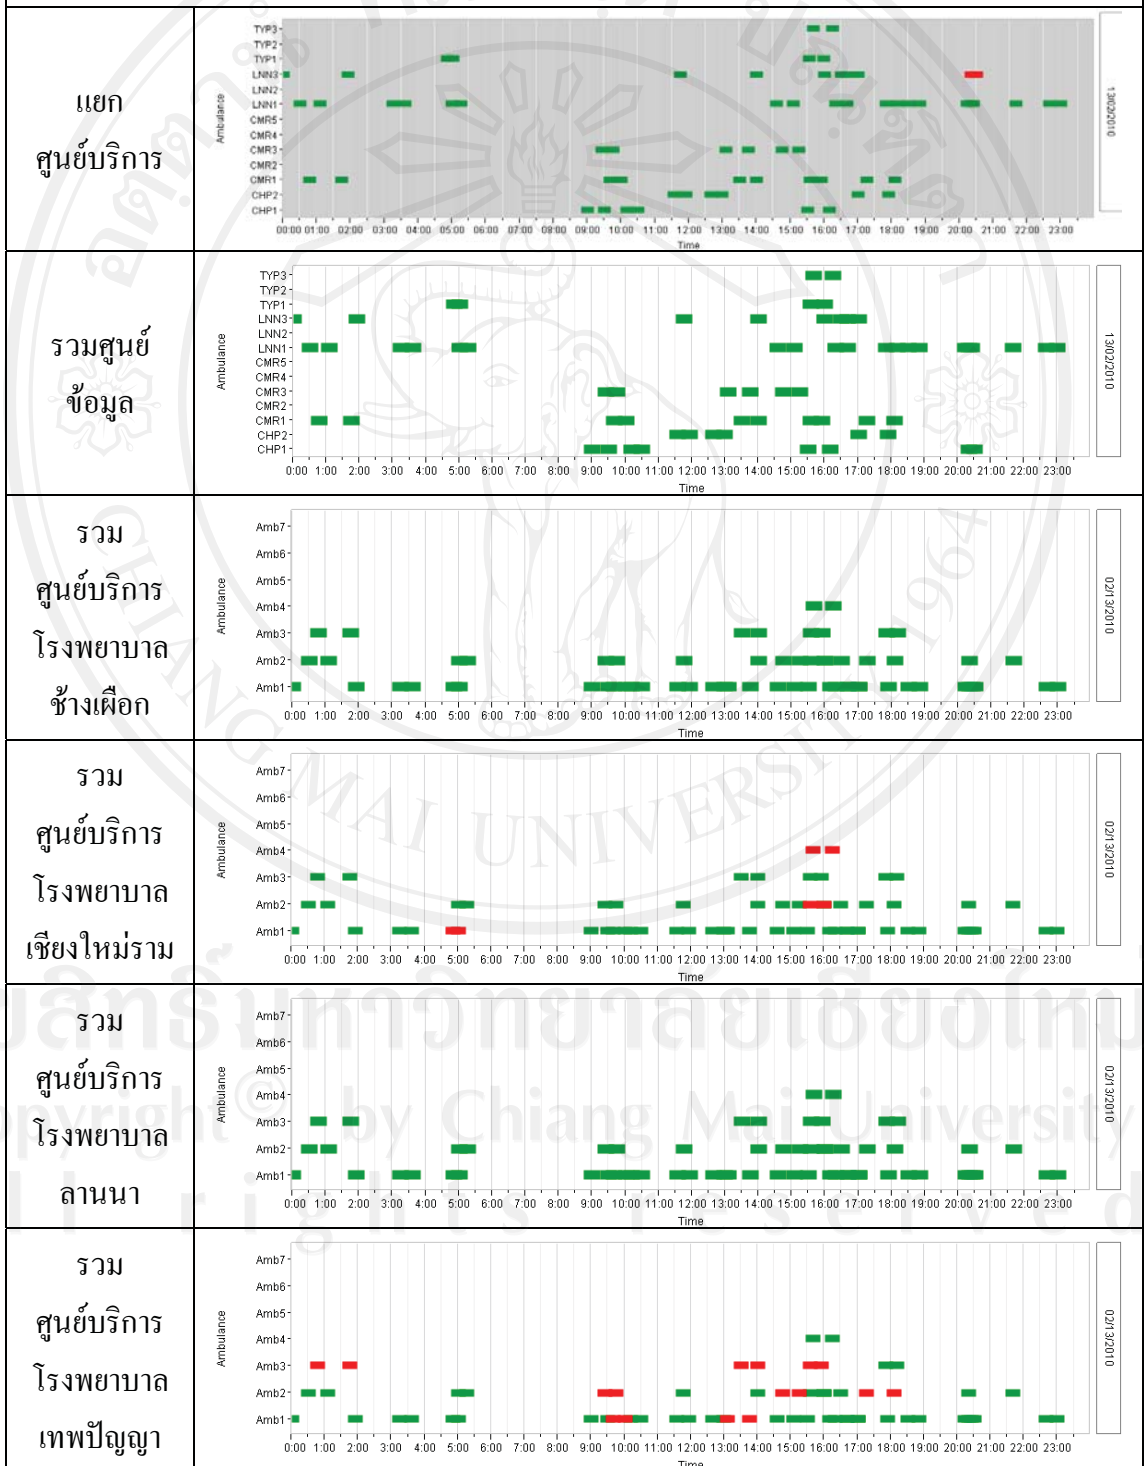 แยก
ศูนย์บริการ
Ambulance
TYP3
TYP2
TYP1
LNN3
LNN2
LNN1
CMR5
CMR4
CMR3
CMR2
CMR1
CHP2
CHP1
00:00 01:00 02:00 03:00 04:00 05:00 06:00 07:00 08:00 09:00 10:00 11:00 12:00 13:00 14:00 15:00 16:00 17:00 18:00 19:00 20:00 21:00 22:00 23:00
Time
13/02/2010
รวมศูนย์
ข้อมูล
Ambulance
TYP3
TYP2
TYP1
LNN3
LNN2
LNN1
CMR5
CMR4
CMR3
CMR2
CMR1
CHP2
CHP1
0:00 1:00 2:00 3:00 4:00 5:00 6:00 7:00 8:00 9:00 10:00 11:00 12:00 13:00 14:00 15:00 16:00 17:00 18:00 19:00 20:00 21:00 22:00 23:00
Time
13/02/2010
รวม
ศูนย์บริการ
โรงพยาบาล
ช้างเผือก
Ambulance
Amb7
Amb6
Amb5
Amb4
Amb3
Amb2
Amb1
0:00 1:00 2:00 3:00 4:00 5:00 6:00 7:00 8:00 9:00 10:00 11:00 12:00 13:00 14:00 15:00 16:00 17:00 18:00 19:00 20:00 21:00 22:00 23:00
Time
02/13/2010
รวม
ศูนย์บริการ
โรงพยาบาล
เชียงใหม่ราม
Ambulance
Amb7
Amb6
Amb5
Amb4
Amb3
Amb2
Amb1
0:00 1:00 2:00 3:00 4:00 5:00 6:00 7:00 8:00 9:00 10:00 11:00 12:00 13:00 14:00 15:00 16:00 17:00 18:00 19:00 20:00 21:00 22:00 23:00
Time
02/13/2010
รวม
ศูนย์บริการ
โรงพยาบาล
ลานนา
Ambulance
Amb7
Amb6
Amb5
Amb4
Amb3
Amb2
Amb1
0:00 1:00 2:00 3:00 4:00 5:00 6:00 7:00 8:00 9:00 10:00 11:00 12:00 13:00 14:00 15:00 16:00 17:00 18:00 19:00 20:00 21:00 22:00 23:00
Time
02/13/2010
รวม
ศูนย์บริการ
โรงพยาบาล
เทพปัญญา
Ambulance
Amb7
Amb6
Amb5
Amb4
Amb3
Amb2
Amb1
0:00 1:00 2:00 3:00 4:00 5:00 6:00 7:00 8:00 9:00 10:00 11:00 12:00 13:00 14:00 15:00 16:00 17:00 18:00 19:00 20:00 21:00 22:00 23:00
Time
02/13/2010
CHIANG MAI UNIVERSITY 1964
by Chiang Mai University
rights reserved